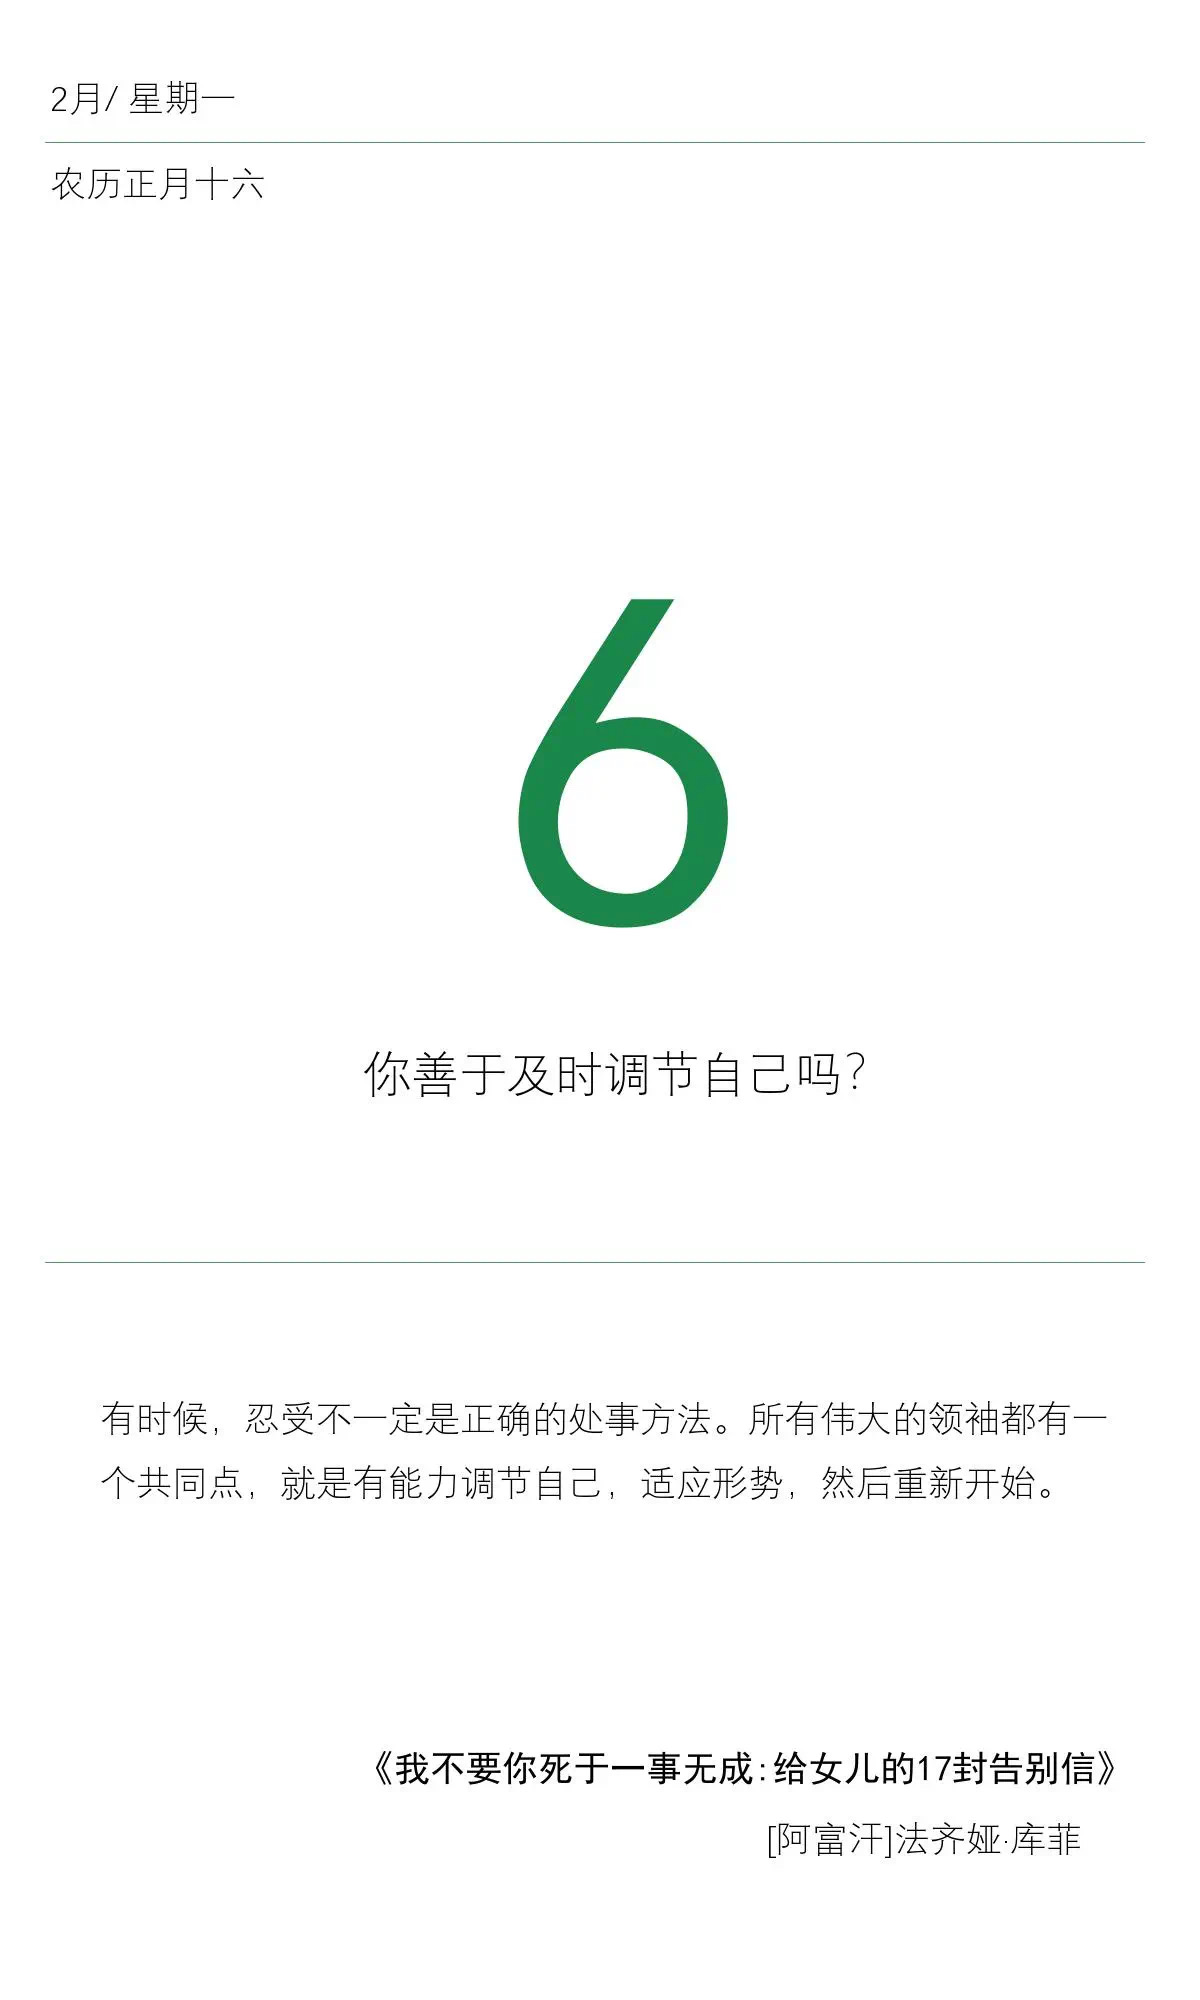 2月/ 星期一
农历正月十六
6
你善于及时调节自己吗？
有时候，忍受不一定是正确的处事方法。所有伟大的领袖都有一
个共同点，就是有能力调节自己，适应形势，然后重新开始。
《我不要你死于一事无成：给女儿的17封告别信》
[阿富汗]法齐娅·库菲